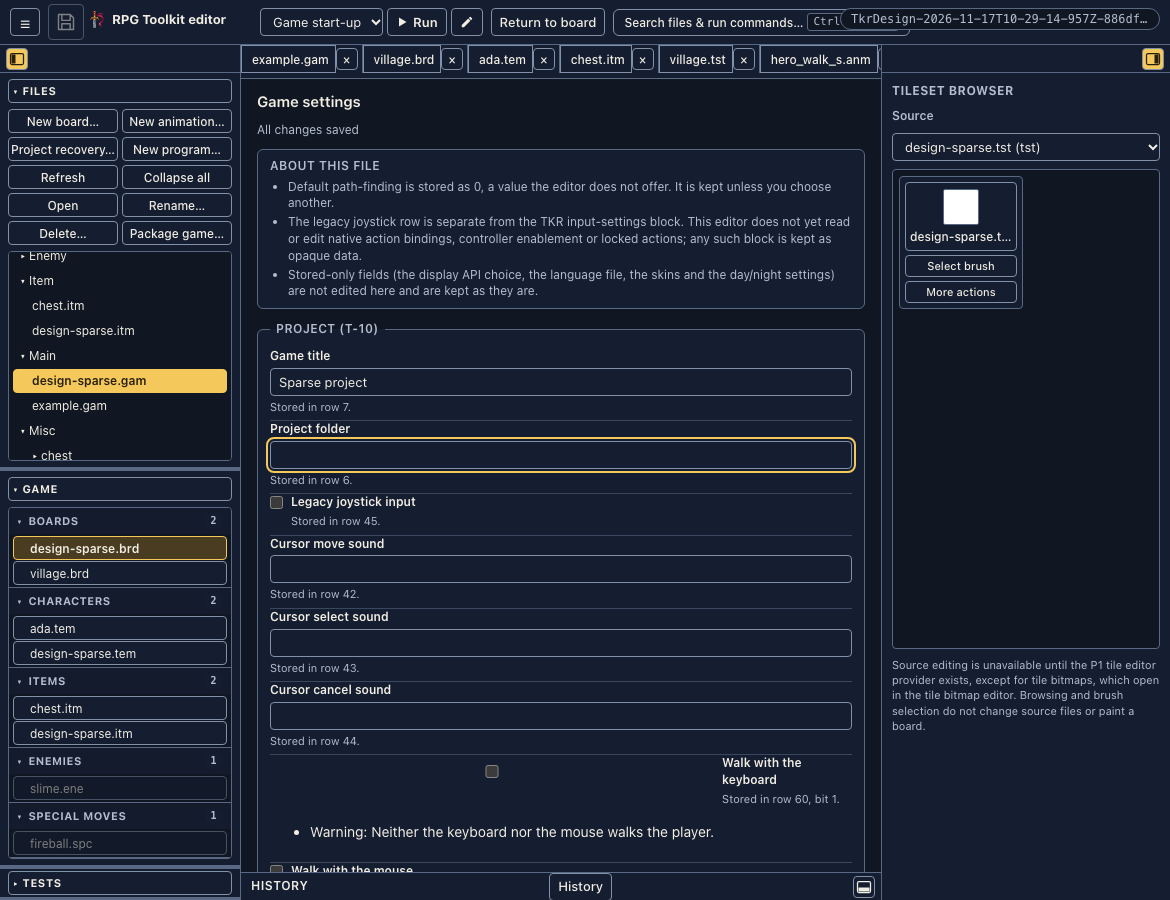 RPG Toolkit editor
Game start-up
Run
Return to board
Search files & run commands...
Ctrl
TkrDesign-2026-11-17T10-29-14-957Z-886df…
FILES
New board...
New animation...
Project recovery...
New program...
Refresh
Collapse all
Open
Rename...
Delete...
Package game...
Enemy
Item
chest.itm
design-sparse.itm
Main
design-sparse.gam
example.gam
Misc
chest
GAME
BOARDS 2
design-sparse.brd
village.brd
CHARACTERS 2
ada.tem
design-sparse.tem
ITEMS 2
chest.itm
design-sparse.itm
ENEMIES 1
slime.ene
SPECIAL MOVES 1
fireball.spc
TESTS
example.gam ×
village.brd ×
ada.tem ×
chest.itm ×
village.tst ×
hero_walk_s.anm
Game settings
All changes saved
ABOUT THIS FILE
• Default path-finding is stored as 0, a value the editor does not offer. It is kept unless you choose
another.
• The legacy joystick row is separate from the TKR input-settings block. This editor does not yet read
or edit native action bindings, controller enablement or locked actions; any such block is kept as
opaque data.
• Stored-only fields (the display API choice, the language file, the skins and the day/night settings)
are not edited here and are kept as they are.
PROJECT (T-10)
Game title
Sparse project
Stored in row 7.
Project folder
Stored in row 6.
Legacy joystick input
Stored in row 45.
Cursor move sound
Stored in row 42.
Cursor select sound
Stored in row 43.
Cursor cancel sound
Stored in row 44.
Walk with the
keyboard
Stored in row 60, bit 1.
• Warning: Neither the keyboard nor the mouse walks the player.
Walk with the mouse
HISTORY
History
TILESET BROWSER
Source
design-sparse.tst (tst)
design-sparse.t...
Select brush
More actions
Source editing is unavailable until the P1 tile editor
provider exists, except for tile bitmaps, which open
in the tile bitmap editor. Browsing and brush
selection do not change source files or paint a
board.